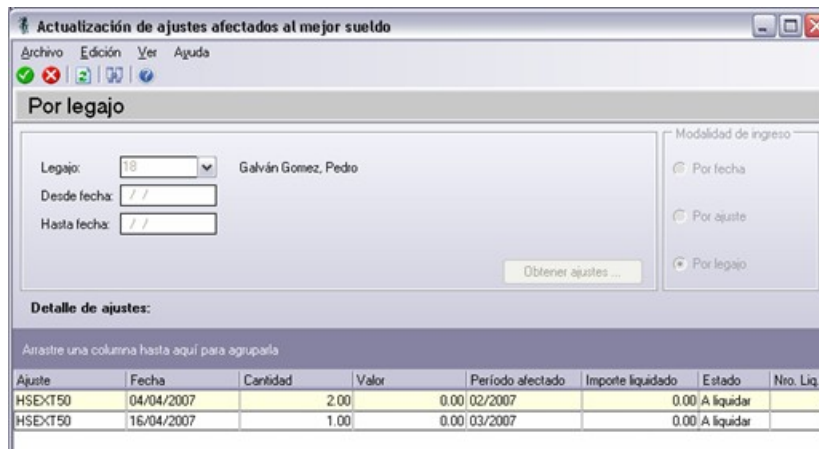 Actualización de ajustes afectados al mejor sueldo
Archivo Edición Ver Ayuda
Por legajo
Modalidad de ingreso
Legajo: 18 Galván Gomez, Pedro
Por fecha
Desde fecha: / /
Hasta fecha: / /
Por ajuste
Obtener ajustes ...
Por legajo
Detalle de ajustes:
Arrastre una columna hasta aquí para agruparla
Ajuste Fecha Cantidad Valor Período afectado Importe liquidado Estado Nro. Liq.
HSEXT50 04/04/2007 2.00 0.00 02/2007 0.00 A liquidar
HSEXT50 16/04/2007 1.00 0.00 03/2007 0.00 A liquidar